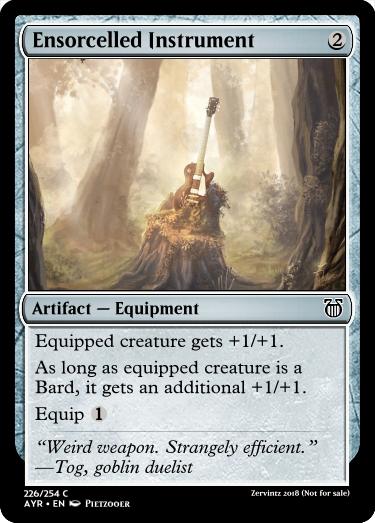 Ensorcelled Instrument 2
Artifact — Equipment
Equipped creature gets +1/+1.
As long as equipped creature is a
Bard, it gets an additional +1/+1.
Equip 1
“Weird weapon. Strangely efficient.”
—Tog, goblin duelist
226/254 C
Zervintz 2018 (Not for sale)
AYR • EN Pietzooer